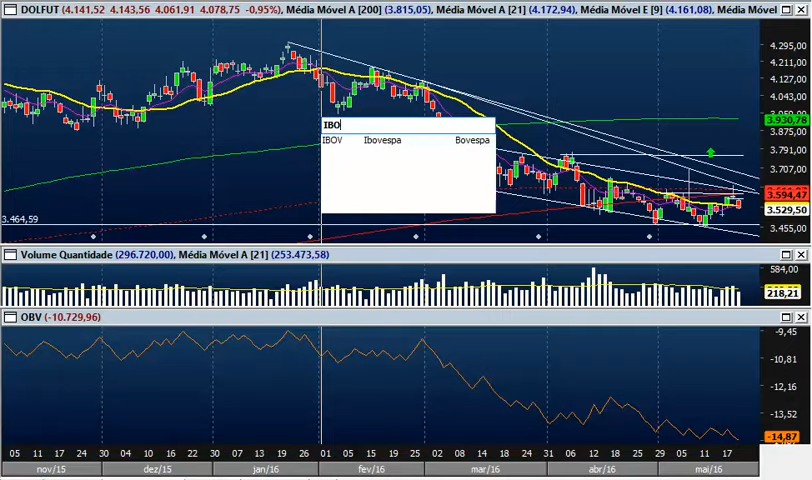 DOLFUT (4.141,52 4.143,56 4.061,91 4.078,75 -0,95%), Média Móvel A [200] (3.815,05), Média Móvel A [21] (4.172,94), Média Móvel E [9] (4.161,08), Média Móvel
4.295,00
4.211,00
4.127,00
4.043,00
3.930,78
3.875,00
3.791,00
3.707,00
3.594,47
3.529,50
3.455,00
IBO
IBOV Ibovespa Bovespa
3.464,59
Volume Quantidade (296.720,00), Média Móvel A [21] (253.473,58)
584,00
218,21
OBV (-10.729,96)
-9,45
-10,81
-12,16
-13,52
-14,87
05 11 17 24 30 04 10 16 22 30 07 13 19 26 01 05 15 19 25 02 08 14 18 24 31 06 12 18 25 29 05 11 17
nov/15 dez/15 jan/16 fev/16 mar/16 abr/16 mai/16